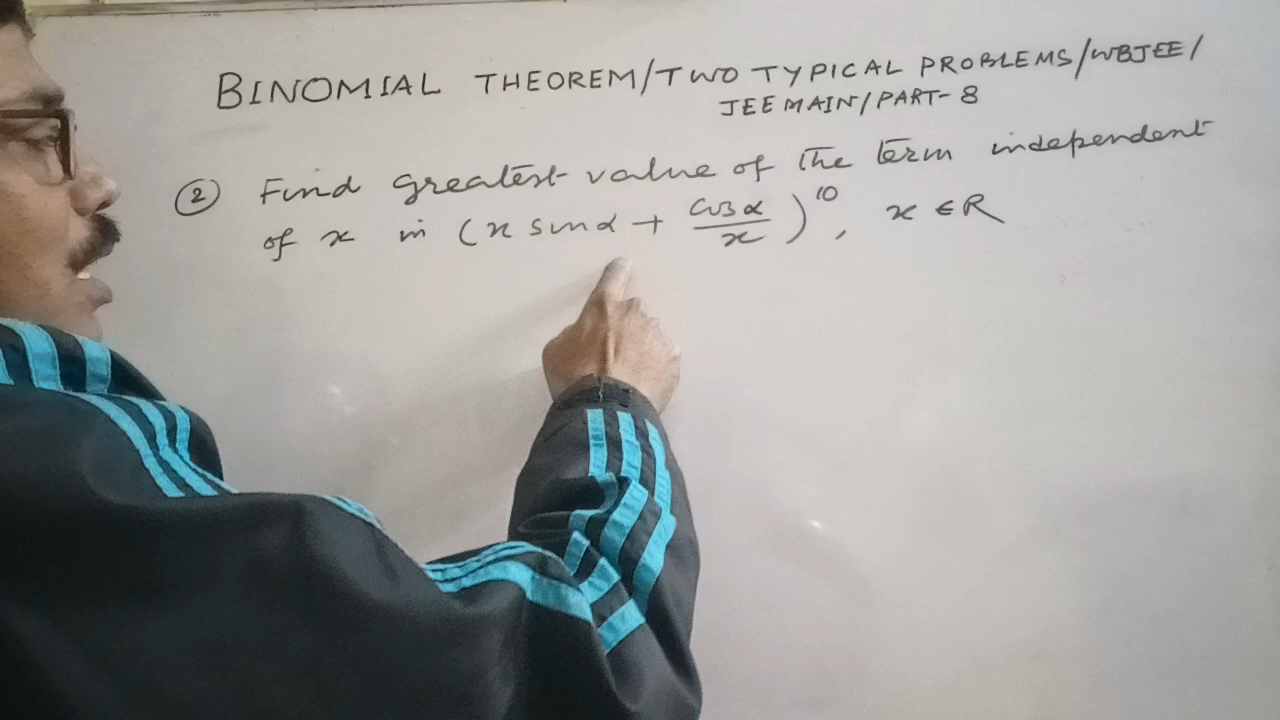 BINOMIAL THEOREM/TWO TYPICAL PROBLEMS/WBJEE/
JEE MAIN/PART-8
② Find greatest value of the term independent
of x in (x sinα + cosα/x)^10, x ∈ R